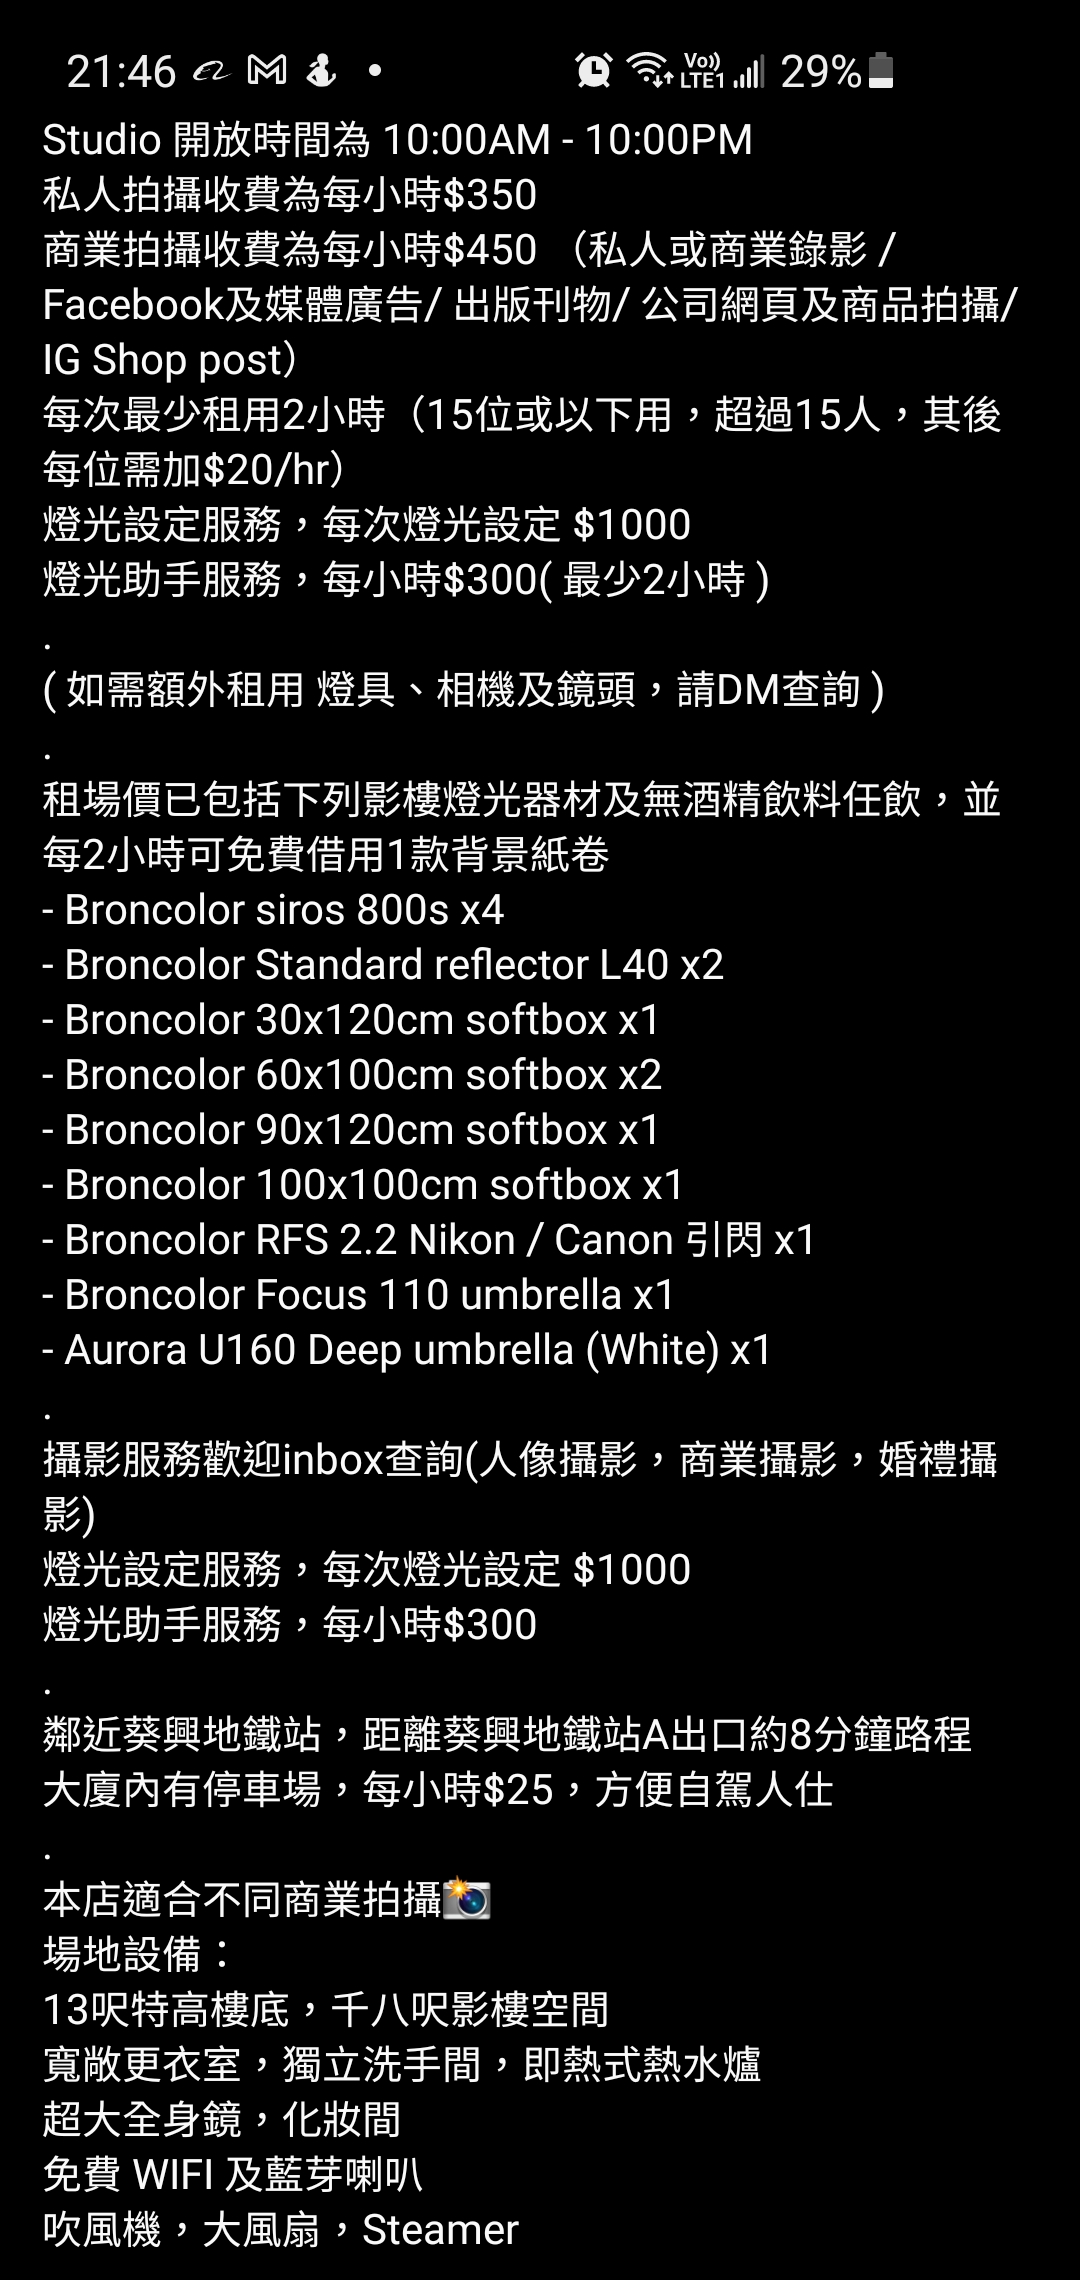 21:46 Vo)) LTE1 29%
Studio 開放時間為 10:00AM - 10:00PM
私人拍攝收費為每小時$350
商業拍攝收費為每小時$450 （私人或商業錄影 /
Facebook及媒體廣告/ 出版刊物/ 公司網頁及商品拍攝/
IG Shop post）
每次最少租用2小時（15位或以下用，超過15人，其後
每位需加$20/hr）
燈光設定服務，每次燈光設定 $1000
燈光助手服務，每小時$300( 最少2小時 )
.
( 如需額外租用 燈具、相機及鏡頭，請DM查詢 )
.
租場價已包括下列影樓燈光器材及無酒精飲料任飲，並
每2小時可免費借用1款背景紙卷
- Broncolor siros 800s x4
- Broncolor Standard reflector L40 x2
- Broncolor 30x120cm softbox x1
- Broncolor 60x100cm softbox x2
- Broncolor 90x120cm softbox x1
- Broncolor 100x100cm softbox x1
- Broncolor RFS 2.2 Nikon / Canon 引閃 x1
- Broncolor Focus 110 umbrella x1
- Aurora U160 Deep umbrella (White) x1
.
攝影服務歡迎inbox查詢(人像攝影，商業攝影，婚禮攝
影)
燈光設定服務，每次燈光設定 $1000
燈光助手服務，每小時$300
.
鄰近葵興地鐵站，距離葵興地鐵站A出口約8分鐘路程
大廈內有停車場，每小時$25，方便自駕人仕
.
本店適合不同商業拍攝📸
場地設備：
13呎特高樓底，千八呎影樓空間
寬敞更衣室，獨立洗手間，即熱式熱水爐
超大全身鏡，化妝間
免費 WIFI 及藍芽喇叭
吹風機，大風扇，Steamer